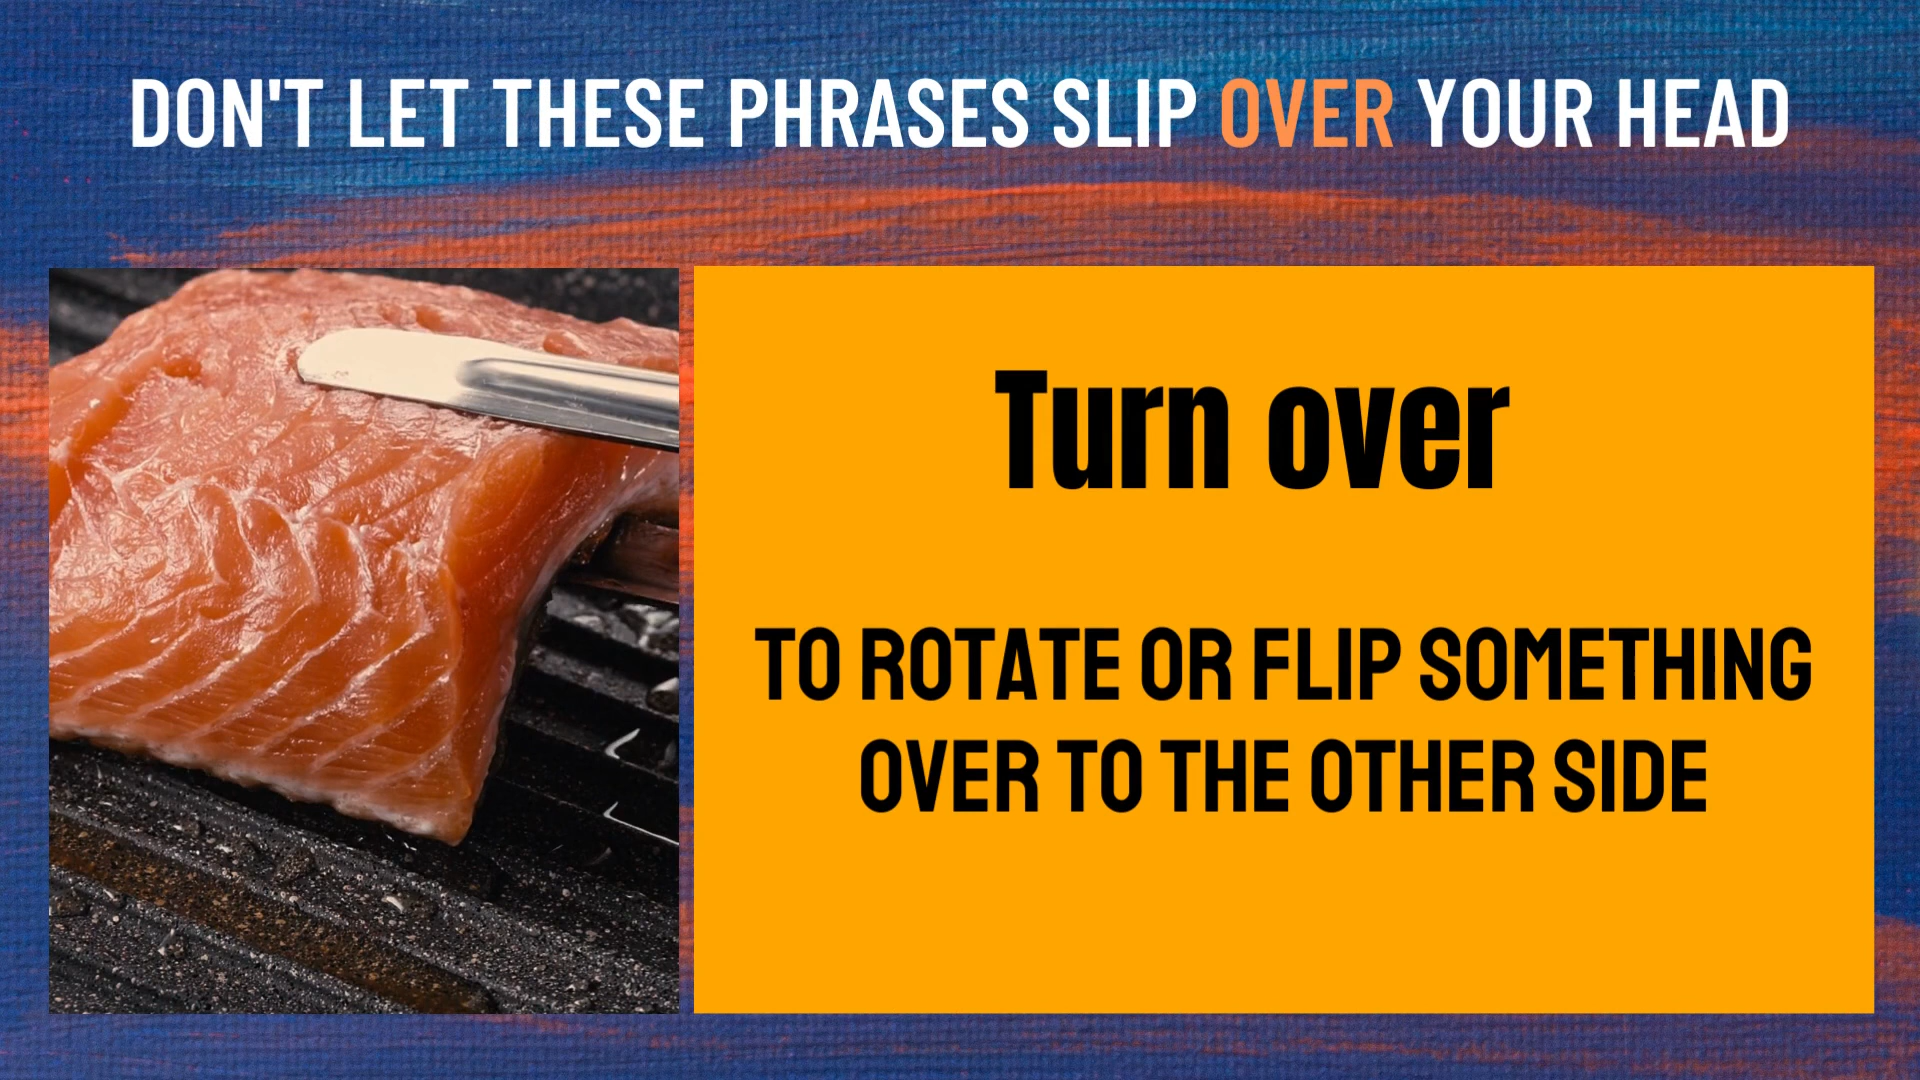 DON'T LET THESE PHRASES SLIP OVER YOUR HEAD
Turn over
TO ROTATE OR FLIP SOMETHING
OVER TO THE OTHER SIDE